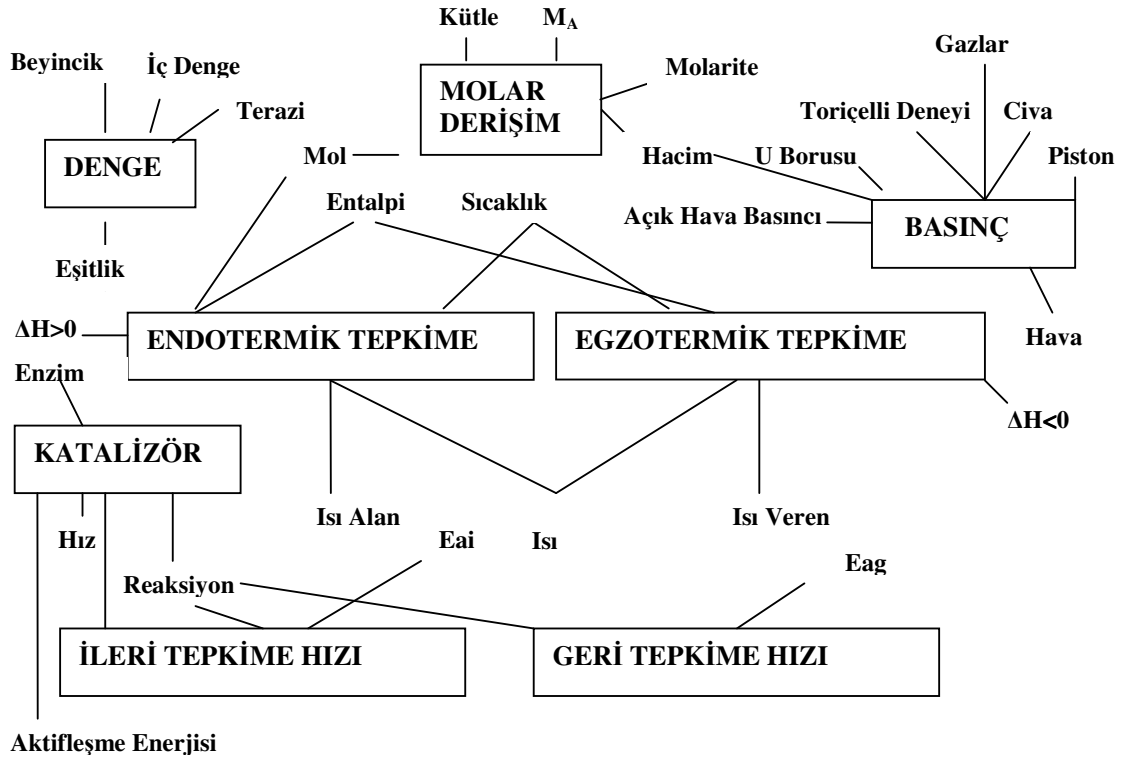 Kütle M_A
Gazlar
Beyincik İç Denge Molarite
MOLAR
DERİŞİM
Terazi Toriçelli Deneyi Civa
DENGE Mol Hacim U Borusu Piston
Entalpi Sıcaklık Açık Hava Basıncı BASINÇ
Eşitlik
ΔH>0 ENDOTERMİK TEPKİME EGZOTERMİK TEPKİME Hava
Enzim
ΔH<0
KATALİZÖR
Isı Alan Isı Veren
Hız Eai Isı
Reaksiyon Eag
İLERİ TEPKİME HIZI GERİ TEPKİME HIZI
Aktifleşme Enerjisi